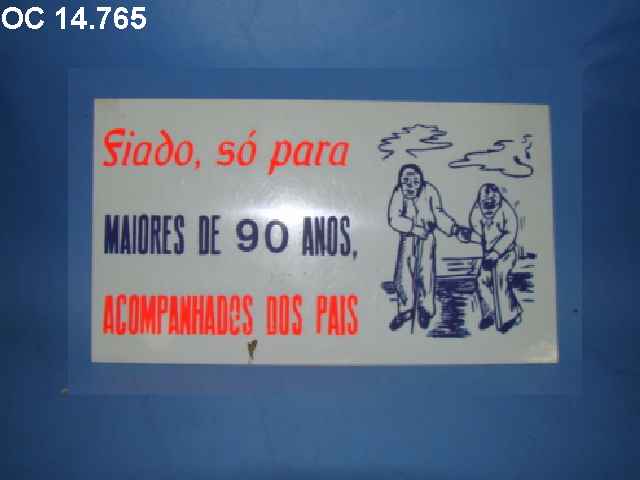 OC 14.765
Fiado, só para
MAIORES DE 90 ANOS,
ACOMPANHADOS DOS PAIS